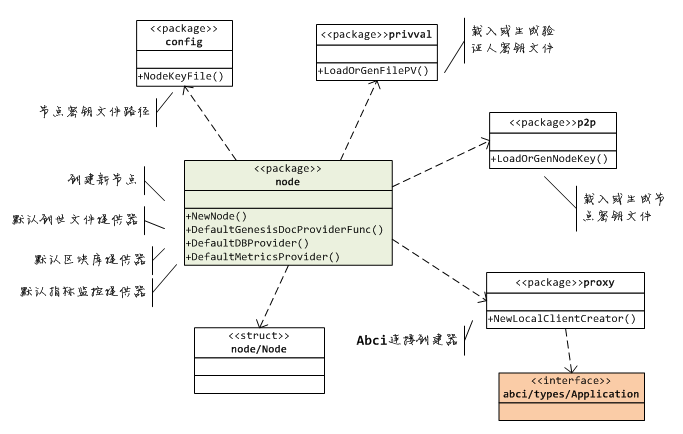 <<package>>
config
+NodeKeyFile()
<<package>>privval
+LoadOrGenFilePV()
载入或生成验
证人密钥文件
节点密钥文件路径
<<package>>p2p
+LoadOrGenNodeKey()
载入或生成节
点密钥文件
创建新节点
默认创世文件提供器
默认区块库提供器
默认指标监控提供器
<<package>>
node
+NewNode()
+DefaultGenesisDocProviderFunc()
+DefaultDBProvider()
+DefaultMetricsProvider()
<<package>>proxy
+NewLocalClientCreator()
Abci连接创建器
<<struct>>
node/Node
<<interface>>
abci/types/Application